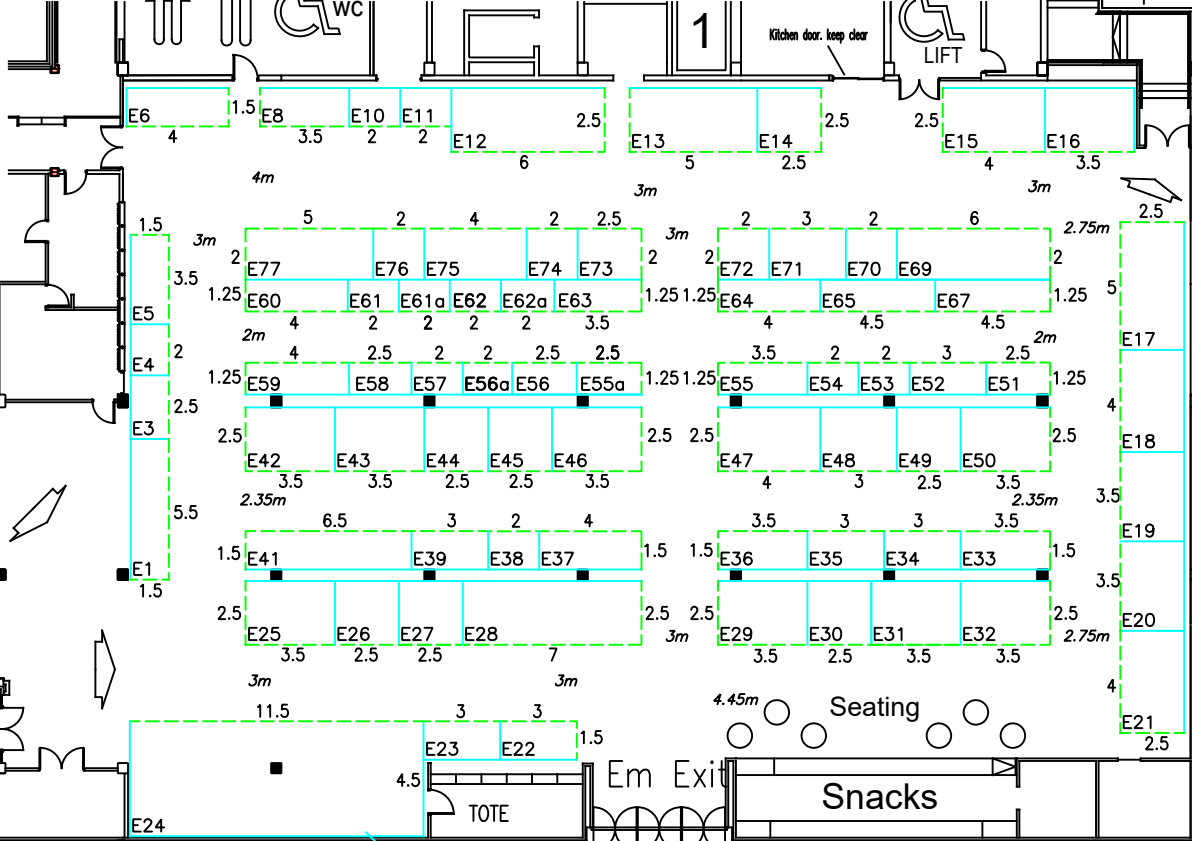 WC
1
Kitchen door. keep clear
LIFT
E6
1.5
E8
E10
E11
E12
2.5
E13
E14
2.5
2.5
E15
E16
4
3.5
2
2
6
5
2.5
4
3.5
4m
3m
3m
1.5
3m
5
2
4
2
2.5
3m
2
3
2
6
2.75m
2.5
3.5
2
E77
E76
E75
E74
E73
2
E72
E71
E70
E69
2
5
1.25
E60
E61
E61a
E62
E62a
E63
1.25
1.25
E64
E65
E67
1.25
E5
4
2
2
2
2
3.5
4
4.5
4.5
2m
2m
E17
E4
2
4
2.5
2
2
2.5
2.5
3.5
2
2
3
2.5
1.25
E59
E58
E57
E56a
E56
E55a
1.25
1.25
E55
E54
E53
E52
E51
1.25
2.5
4
E3
2.5
E42
E43
E44
E45
E46
2.5
2.5
E47
E48
E49
E50
2.5
E18
3.5
3.5
2.5
2.5
3.5
4
3
2.5
3.5
2.35m
2.35m
3.5
5.5
6.5
3
2
4
3.5
3
3
3.5
E19
1.5
E41
E39
E38
E37
1.5
1.5
E36
E35
E34
E33
1.5
E1
1.5
3.5
2.5
E25
E26
E27
E28
2.5
2.5
E29
E30
E31
E32
2.5
E20
3m
2.75m
3.5
2.5
2.5
7
3.5
2.5
3.5
3.5
3m
3m
4.45m
4
11.5
3
3
Seating
E21
E23
E22
1.5
2.5
4.5
Em Exit
TOTE
Snacks
E24